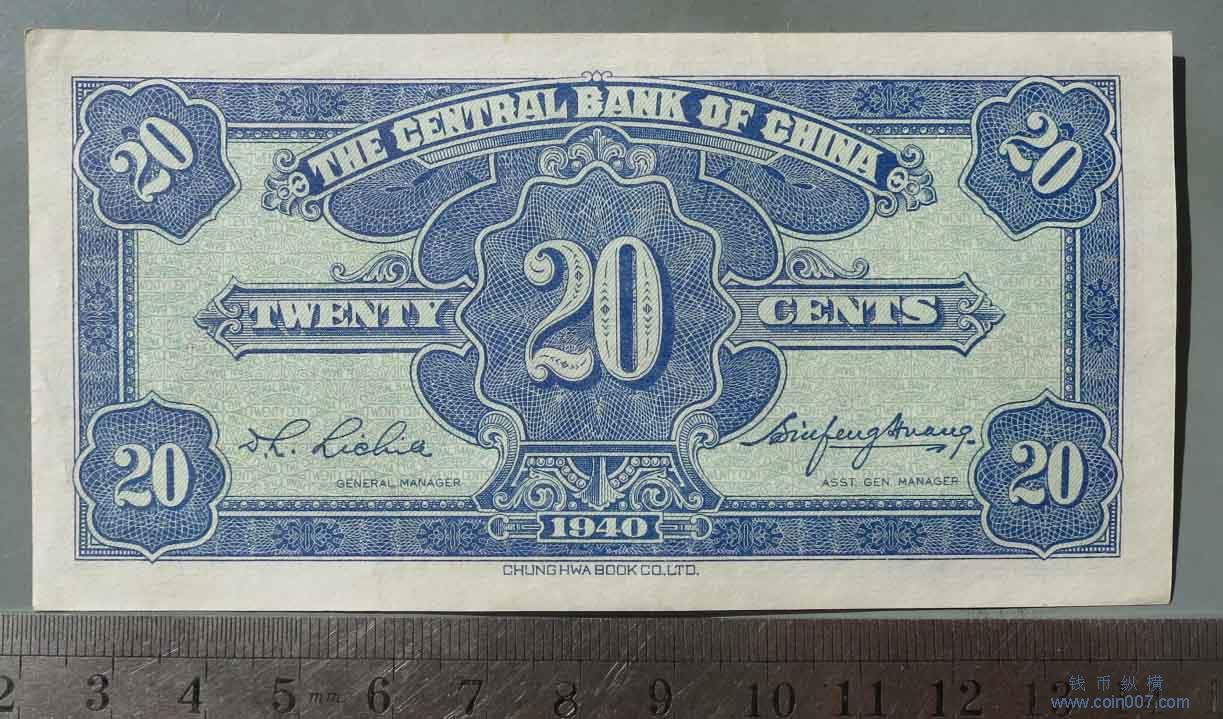 THE CENTRAL BANK OF CHINA
20
20
20
TWENTY
CENTS
GENERAL MANAGER
ASST. GEN. MANAGER
20
20
1940
CHUNG HWA BOOK CO. LTD.
2 3 4 5 mm 6 7 8 9 10 11 12
钱币纵横
www.coin007.com